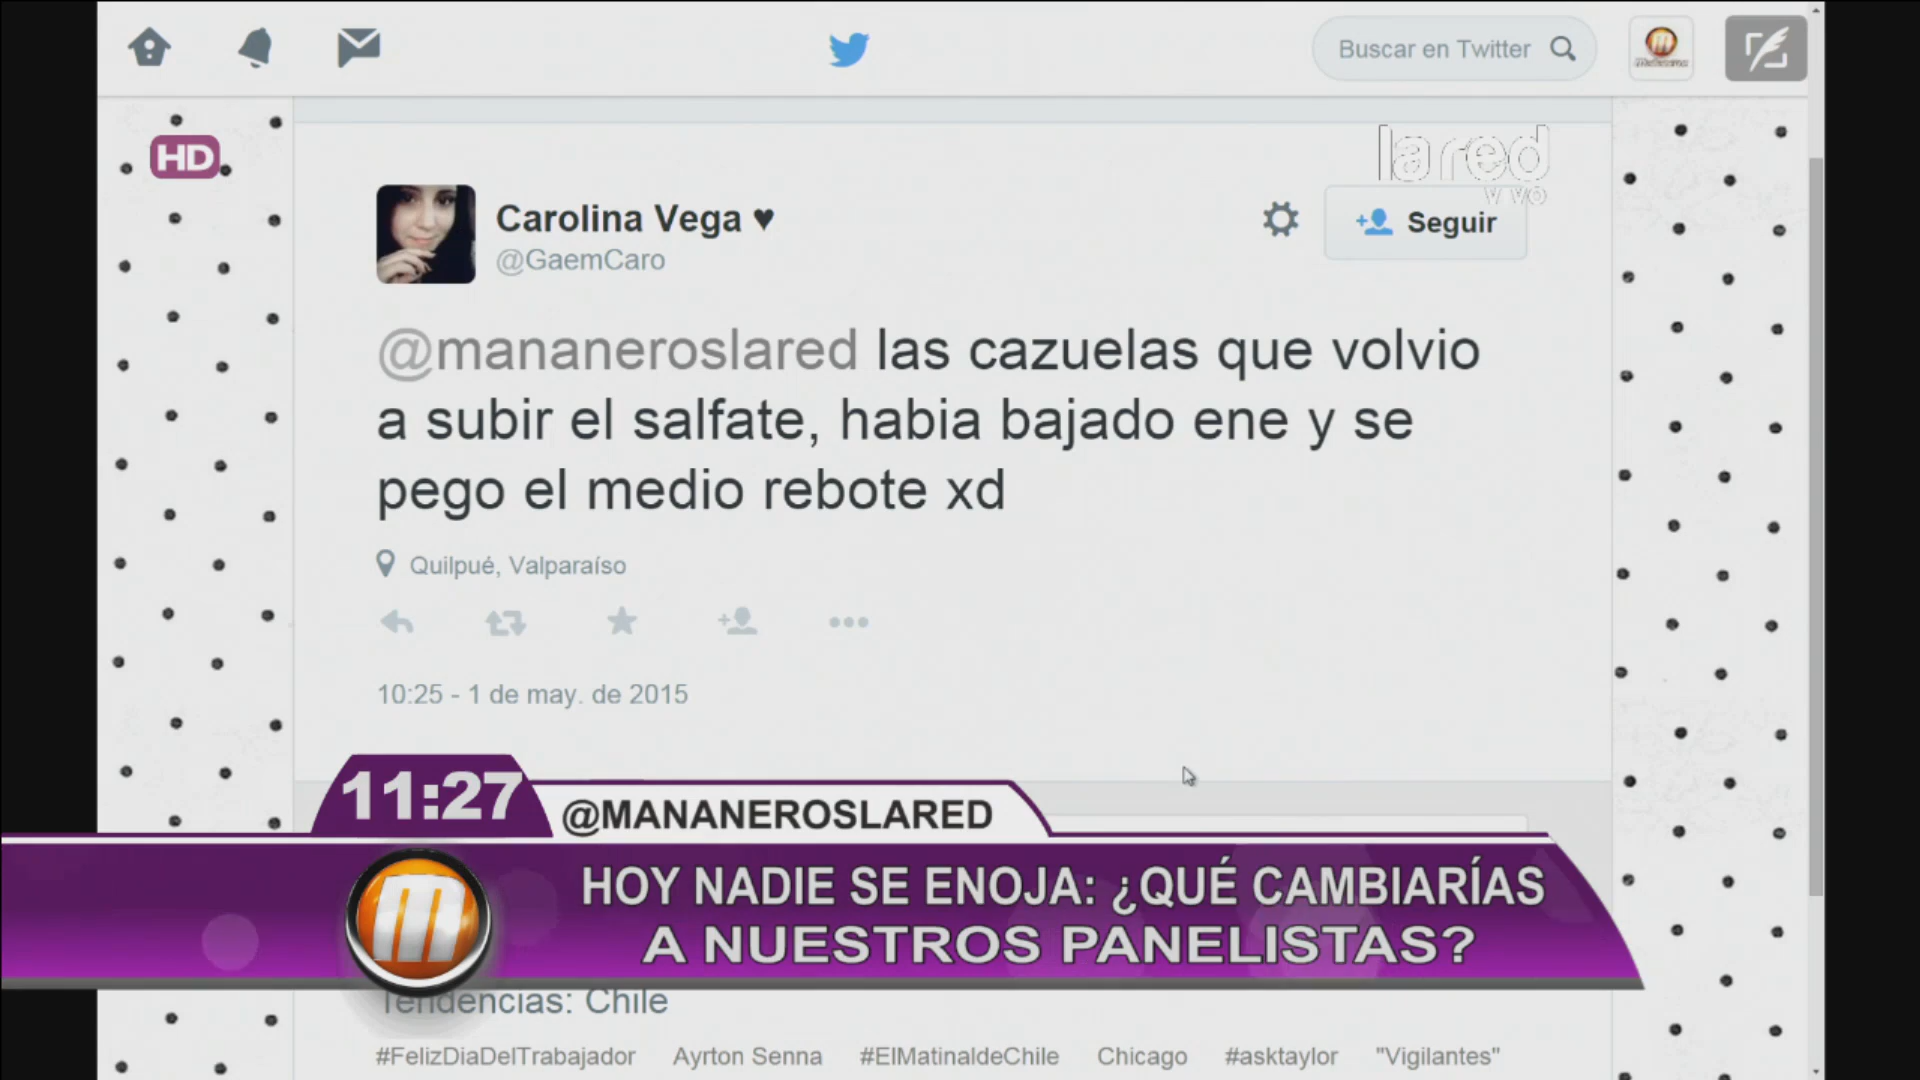 Buscar en Twitter
HD
lared
vivo
Carolina Vega ♥
@GaemCaro
Seguir
@mananeroslared las cazuelas que volvio
a subir el salfate, habia bajado ene y se
pego el medio rebote xd
Quilpué, Valparaíso
10:25 - 1 de may. de 2015
11:27
@MANANEROSLARED
HOY NADIE SE ENOJA: ¿QUÉ CAMBIARÍAS
A NUESTROS PANELISTAS?
m
Tendencias: Chile
#FelizDiaDelTrabajador Ayrton Senna #ElMatinaldeChile Chicago #asktaylor "Vigilantes"